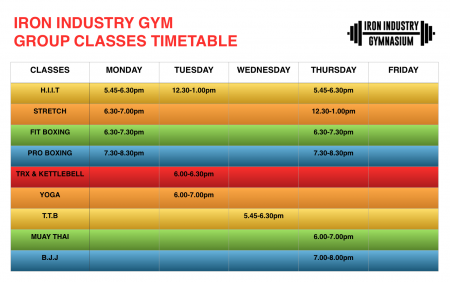 IRON INDUSTRY GYM
GROUP CLASSES TIMETABLE
IRON INDUSTRY
GYMNASIUM
CLASSES MONDAY TUESDAY WEDNESDAY THURSDAY FRIDAY
H.I.I.T 5.45-6.30pm 12.30-1.00pm 5.45-6.30pm
STRETCH 6.30-7.00pm 12.30-1.00pm
FIT BOXING 6.30-7.30pm 6.30-7.30pm
PRO BOXING 7.30-8.30pm 7.30-8.30pm
TRX & KETTLEBELL 6.00-6.30pm
YOGA 6.00-7.00pm
T.T.B 5.45-6.30pm
MUAY THAI 6.00-7.00pm
B.J.J 7.00-8.00pm